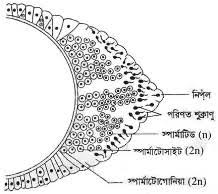 নির্পল
পরিণত শুক্রাণু
স্পার্মাটিড (n)
স্পার্মাটোসাইট (2n)
স্পার্মাটোগোনিয়া (2n)